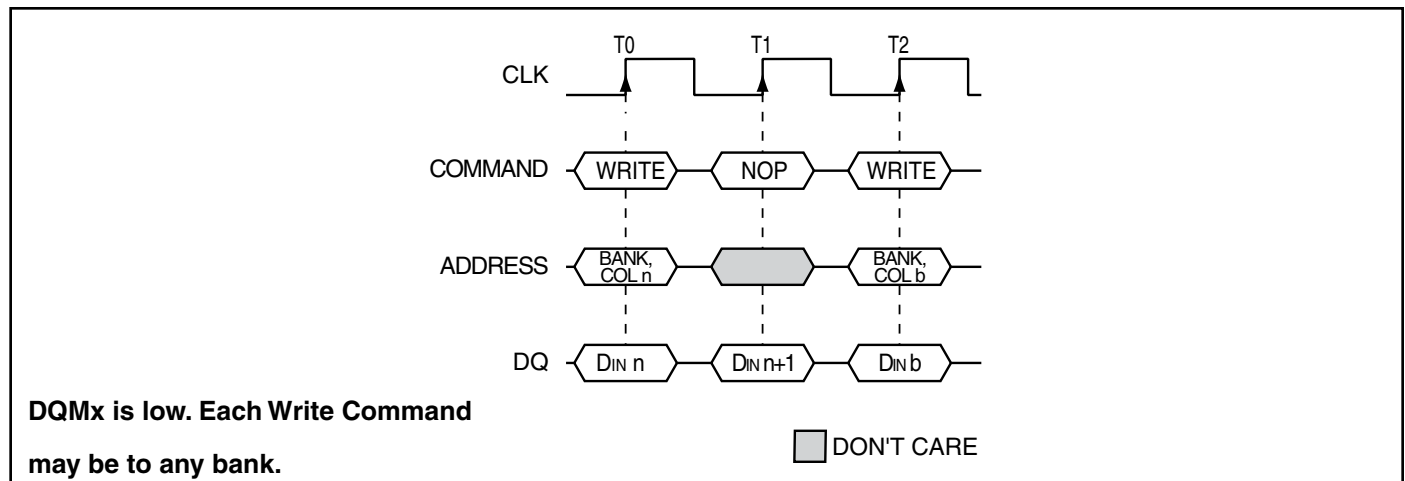 T0 T1 T2
CLK
COMMAND WRITE NOP WRITE
ADDRESS BANK, COL n BANK, COL b
DQ DIN n DIN n+1 DIN b
DQMx is low. Each Write Command
may be to any bank.
DON'T CARE